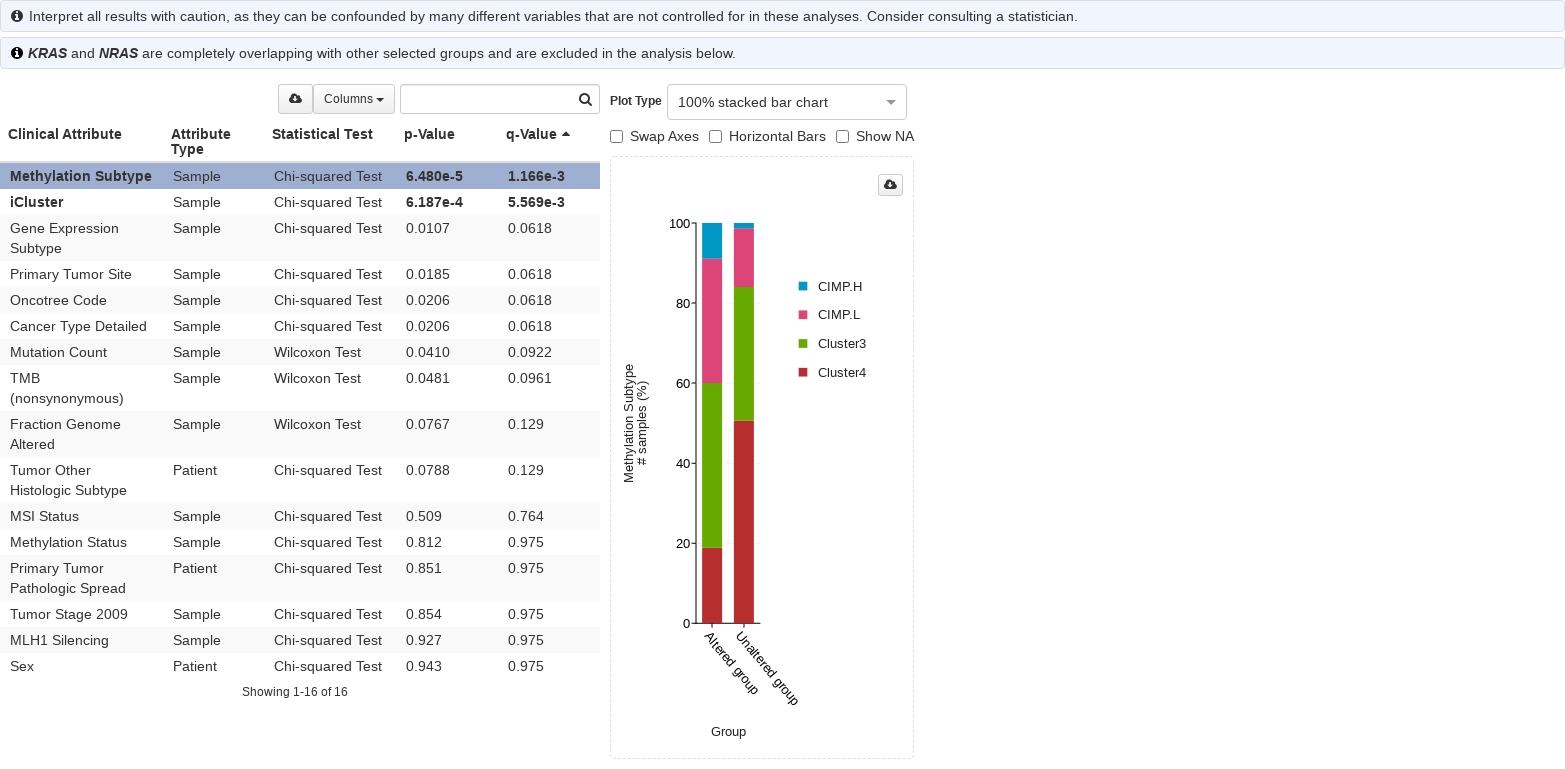 Interpret all results with caution, as they can be confounded by many different variables that are not controlled for in these analyses. Consider consulting a statistician.
KRAS and NRAS are completely overlapping with other selected groups and are excluded in the analysis below.
Columns
Clinical Attribute Attribute Type Statistical Test p-Value q-Value
Methylation Subtype Sample Chi-squared Test 6.480e-5 1.166e-3
iCluster Sample Chi-squared Test 6.187e-4 5.569e-3
Gene Expression Subtype Sample Chi-squared Test 0.0107 0.0618
Primary Tumor Site Sample Chi-squared Test 0.0185 0.0618
Oncotree Code Sample Chi-squared Test 0.0206 0.0618
Cancer Type Detailed Sample Chi-squared Test 0.0206 0.0618
Mutation Count Sample Wilcoxon Test 0.0410 0.0922
TMB (nonsynonymous) Sample Wilcoxon Test 0.0481 0.0961
Fraction Genome Altered Sample Wilcoxon Test 0.0767 0.129
Tumor Other Histologic Subtype Patient Chi-squared Test 0.0788 0.129
MSI Status Sample Chi-squared Test 0.509 0.764
Methylation Status Sample Chi-squared Test 0.812 0.975
Primary Tumor Pathologic Spread Patient Chi-squared Test 0.851 0.975
Tumor Stage 2009 Sample Chi-squared Test 0.854 0.975
MLH1 Silencing Sample Chi-squared Test 0.927 0.975
Sex Patient Chi-squared Test 0.943 0.975
Showing 1-16 of 16
Plot Type 100% stacked bar chart
Swap Axes Horizontal Bars Show NA
Methylation Subtype
# samples (%)
100
80
60
40
20
0
CIMP.H
CIMP.L
Cluster3
Cluster4
Altered group
Unaltered group
Group